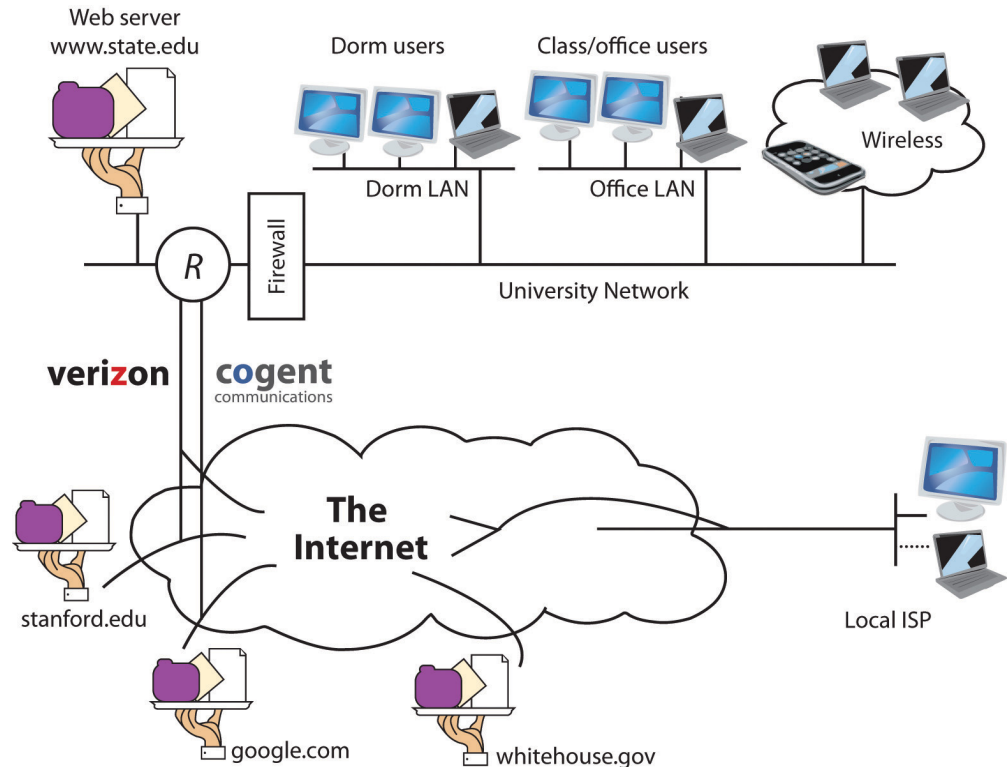 Web server
www.state.edu
Dorm users
Class/office users
Wireless
Dorm LAN
Office LAN
R
Firewall
University Network
verizon
cogent
communications
The
Internet
stanford.edu
Local ISP
google.com
whitehouse.gov